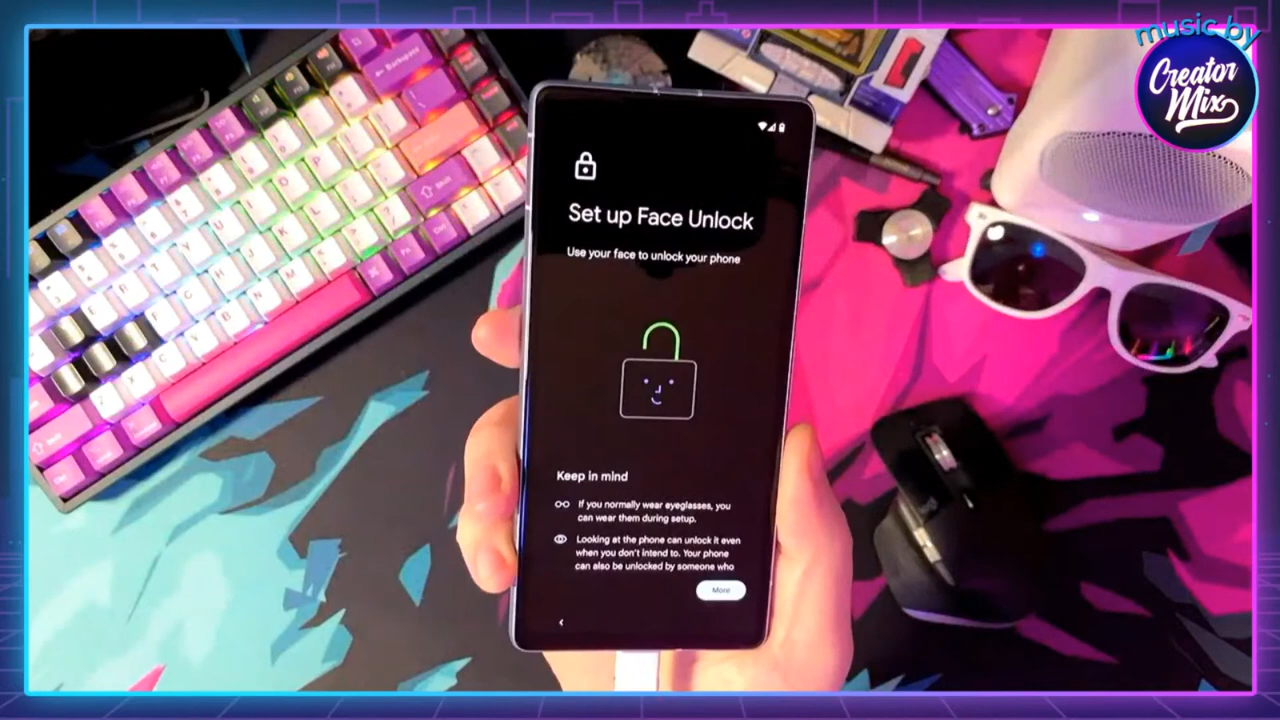 music by
Creator
Mix
Set up Face Unlock
Use your face to unlock your phone
Keep in mind
If you normally wear eyeglasses, you
can wear them during setup.
Looking at the phone can unlock it even
when you don't intend to. Your phone
can also be unlocked by someone who
More
Backspace
Shift